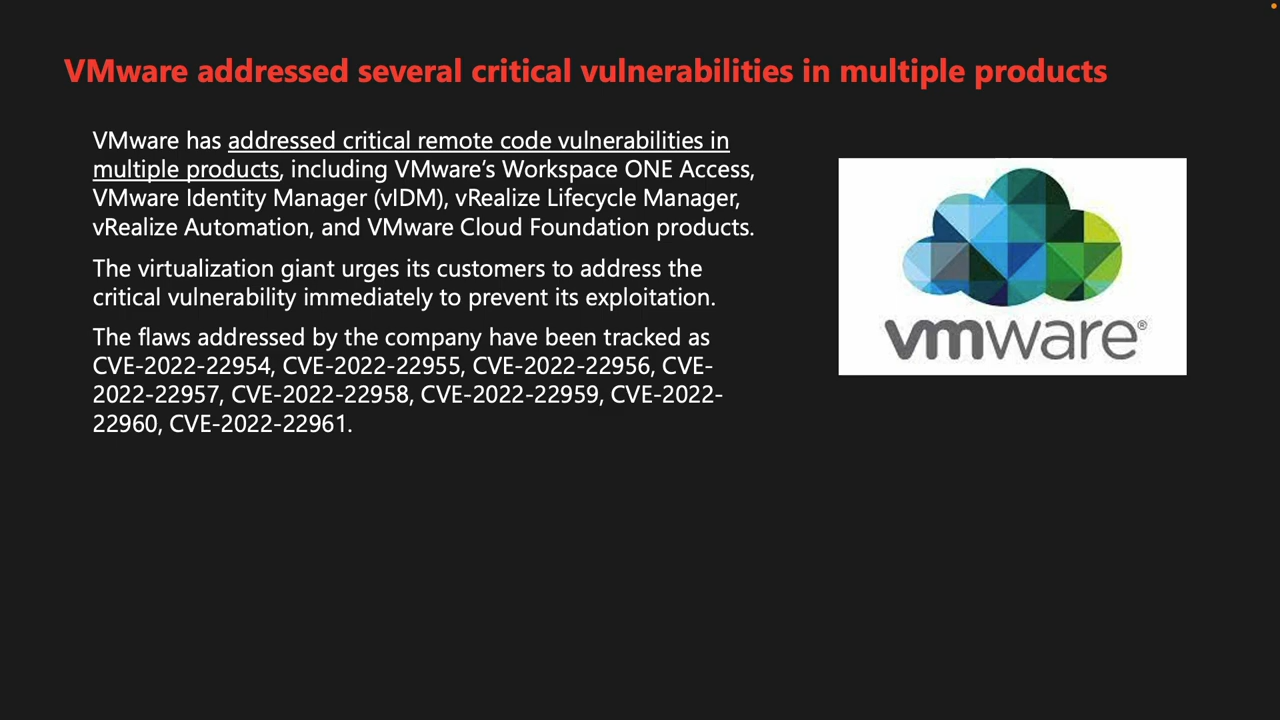 VMware addressed several critical vulnerabilities in multiple products
VMware has addressed critical remote code vulnerabilities in
multiple products, including VMware’s Workspace ONE Access,
VMware Identity Manager (vIDM), vRealize Lifecycle Manager,
vRealize Automation, and VMware Cloud Foundation products.
The virtualization giant urges its customers to address the
critical vulnerability immediately to prevent its exploitation.
The flaws addressed by the company have been tracked as
CVE-2022-22954, CVE-2022-22955, CVE-2022-22956, CVE-
2022-22957, CVE-2022-22958, CVE-2022-22959, CVE-2022-
22960, CVE-2022-22961.
vmware®